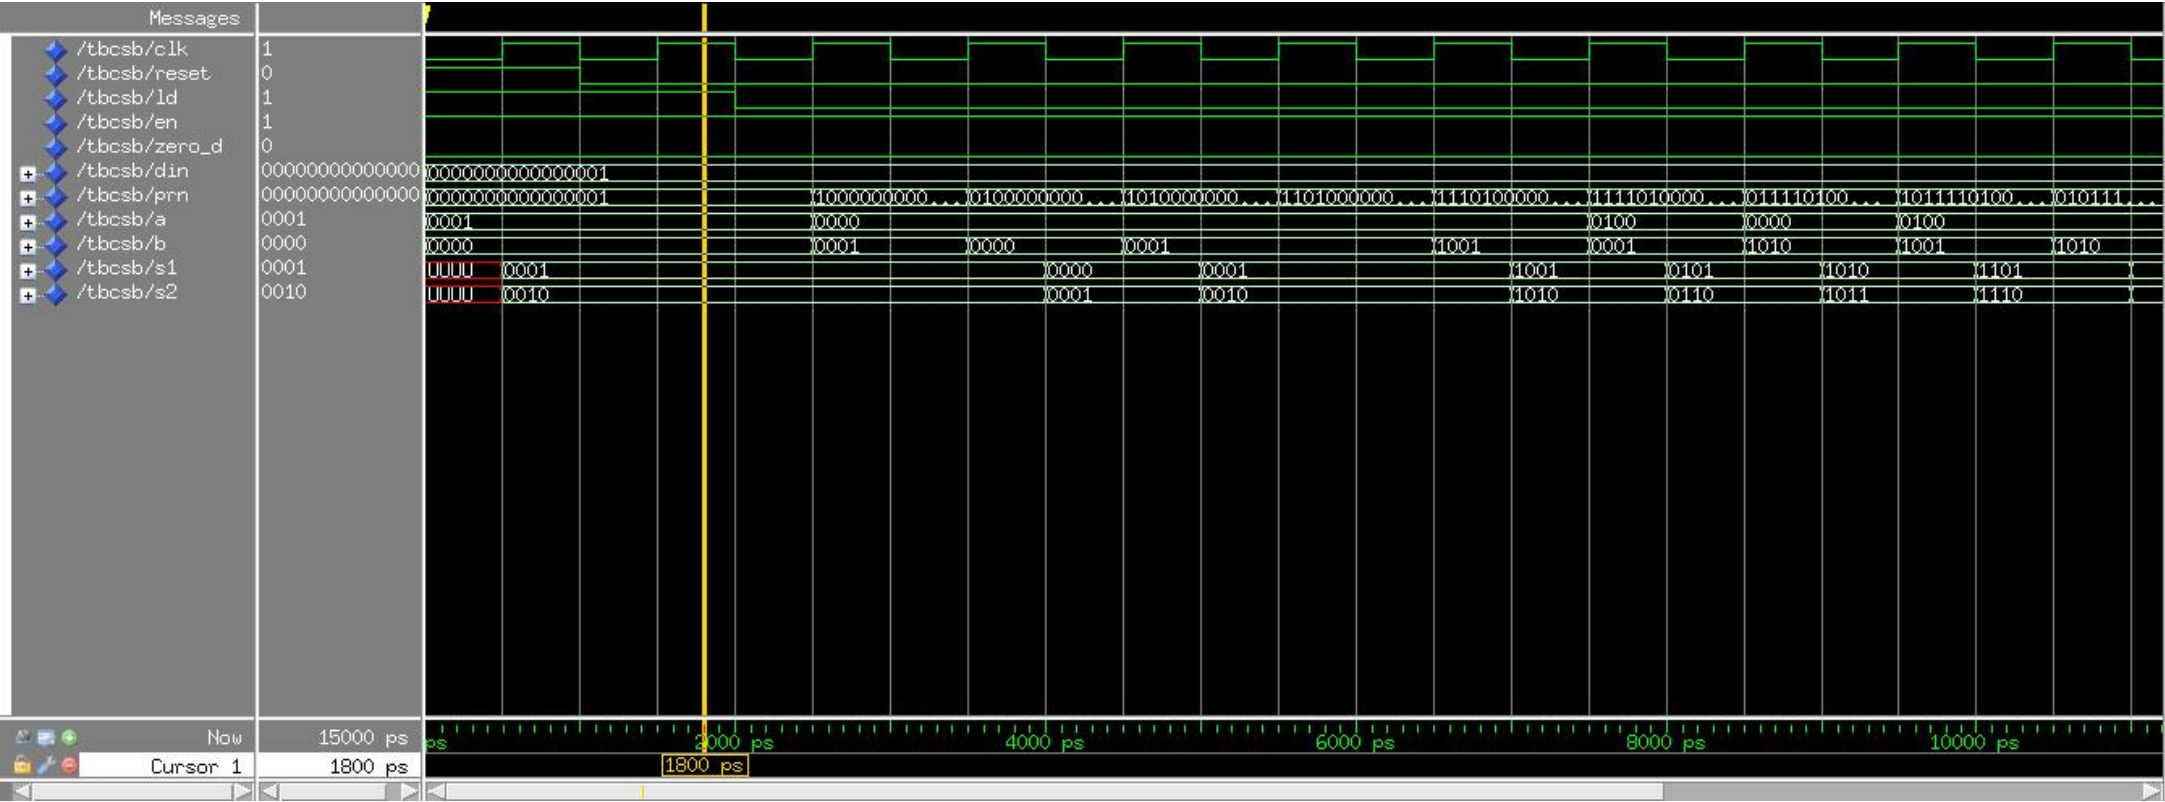 Messages
/tbcsb/clk 1
/tbcsb/reset 0
/tbcsb/ld 1
/tbcsb/en 1
/tbcsb/zero_d 0
/tbcsb/din 00000000000000 0000000000000001
/tbcsb/prn 00000000000000 0000000000000001 1000000000... 0100000000... 1010000000... 1101000000... 1110100000... 1111010000... 011110100... 1011110100... 010111...
/tbcsb/a 0001 0001 0000 0100 0000 0100
/tbcsb/b 0000 0000 0001 0000 0001 1001 0001 1010 1001 1010
/tbcsb/s1 0001 UUUU 0001 0000 0001 1001 0101 1010 1101
/tbcsb/s2 0010 UUUU 0010 0001 0010 1010 0110 1011 1110
Now 15000 ps ps 2000 ps 4000 ps 6000 ps 8000 ps 10000 ps
Cursor 1 1800 ps 1800 ps